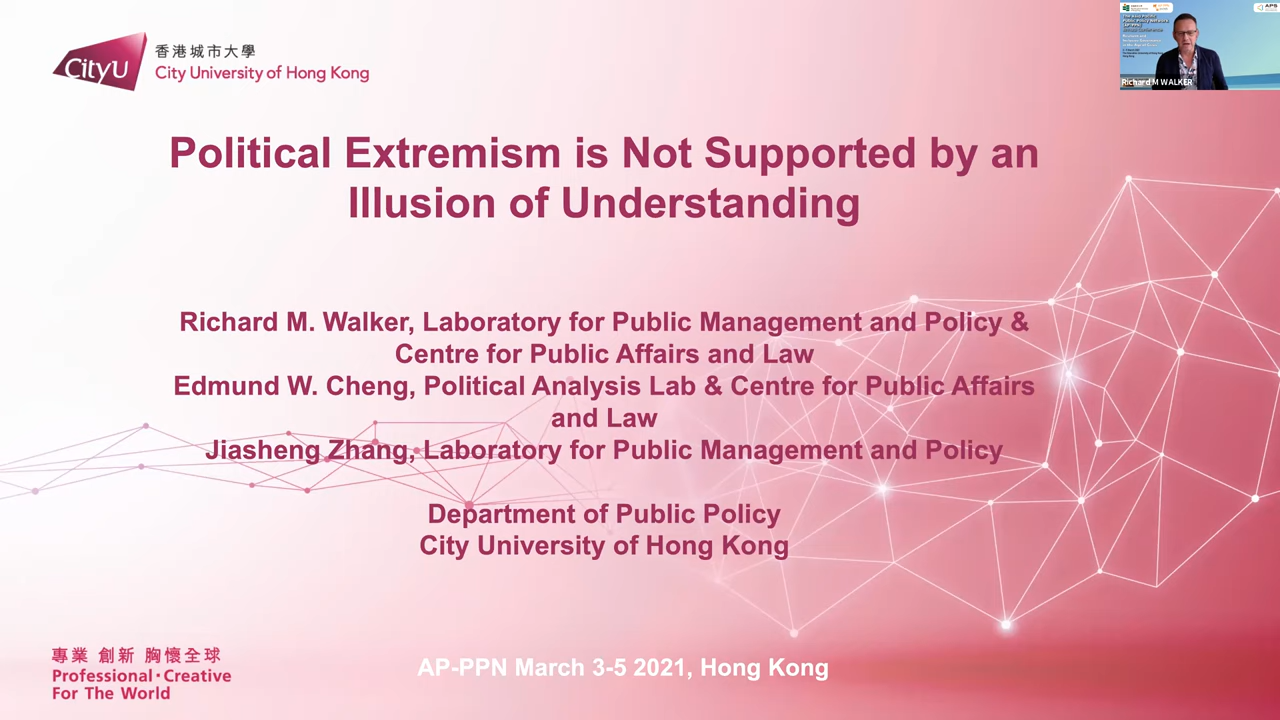 CityU
香港城市大學
City University of Hong Kong
Richard M WALKER
Political Extremism is Not Supported by an
Illusion of Understanding
Richard M. Walker, Laboratory for Public Management and Policy &
Centre for Public Affairs and Law
Edmund W. Cheng, Political Analysis Lab & Centre for Public Affairs
and Law
Jiasheng Zhang, Laboratory for Public Management and Policy
Department of Public Policy
City University of Hong Kong
專業 創新 胸懷全球
Professional·Creative
For The World
AP-PPN March 3-5 2021, Hong Kong